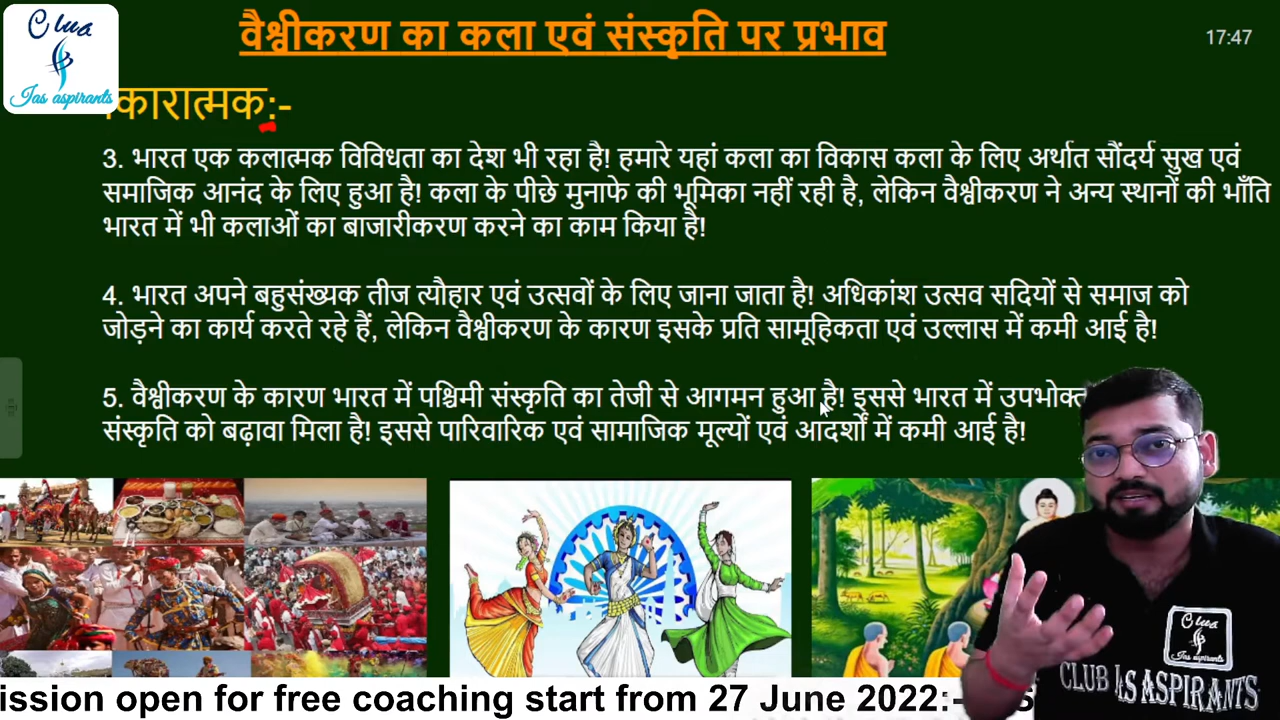 Clud
Ias aspirants
वैश्वीकरण का कला एवं संस्कृति पर प्रभाव
17:47
कारात्मक:-
3. भारत एक कलात्मक विविधता का देश भी रहा है! हमारे यहां कला का विकास कला के लिए अर्थात सौंदर्य सुख एवं
समाजिक आनंद के लिए हुआ है! कला के पीछे मुनाफे की भूमिका नहीं रही है, लेकिन वैश्वीकरण ने अन्य स्थानों की भाँति
भारत में भी कलाओं का बाजारीकरण करने का काम किया है!
4. भारत अपने बहुसंख्यक तीज त्यौहार एवं उत्सवों के लिए जाना जाता है! अधिकांश उत्सव सदियों से समाज को
जोड़ने का कार्य करते रहे हैं, लेकिन वैश्वीकरण के कारण इसके प्रति सामूहिकता एवं उल्लास में कमी आई है!
5. वैश्वीकरण के कारण भारत में पश्चिमी संस्कृति का तेजी से आगमन हुआ है! इससे भारत में उपभोक्त
संस्कृति को बढ़ावा मिला है! इससे पारिवारिक एवं सामाजिक मूल्यों एवं आदर्शों में कमी आई है!
Ias aspirants
CLUB IAS ASPIRANTS
ission open for free coaching start from 27 June 2022:-